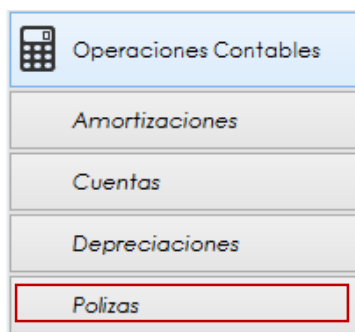 Operaciones Contables
Amortizaciones
Cuentas
Depreciaciones
Polizas